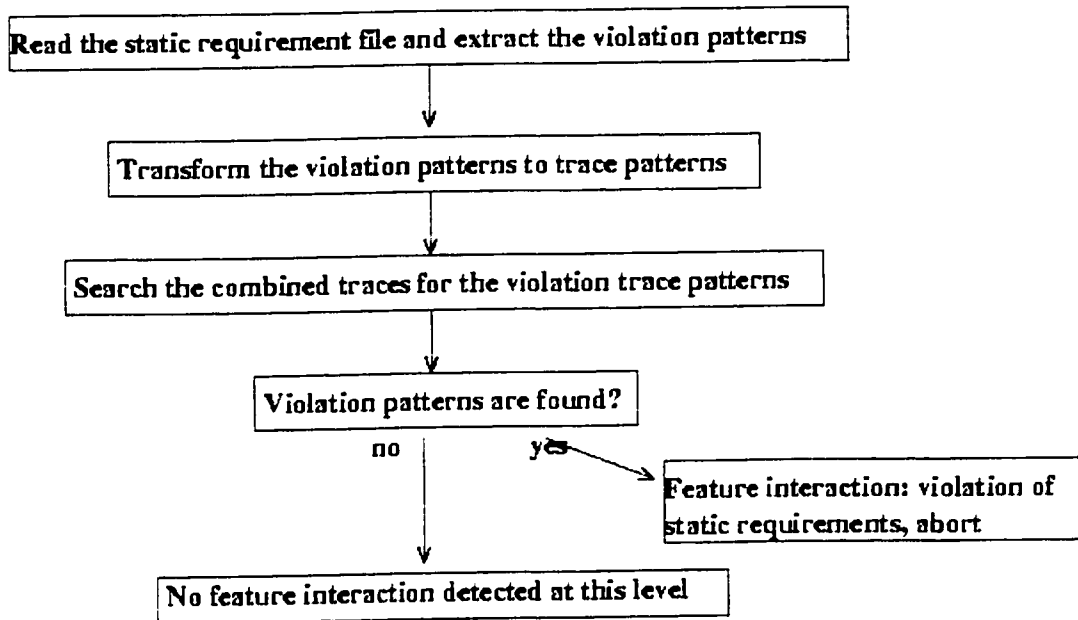 Read the static requirement file and extract the violation patterns
Transform the violation patterns to trace patterns
Search the combined traces for the violation trace patterns
Violation patterns are found?
no
yes
Feature interaction: violation of
static requirements, abort
No feature interaction detected at this level